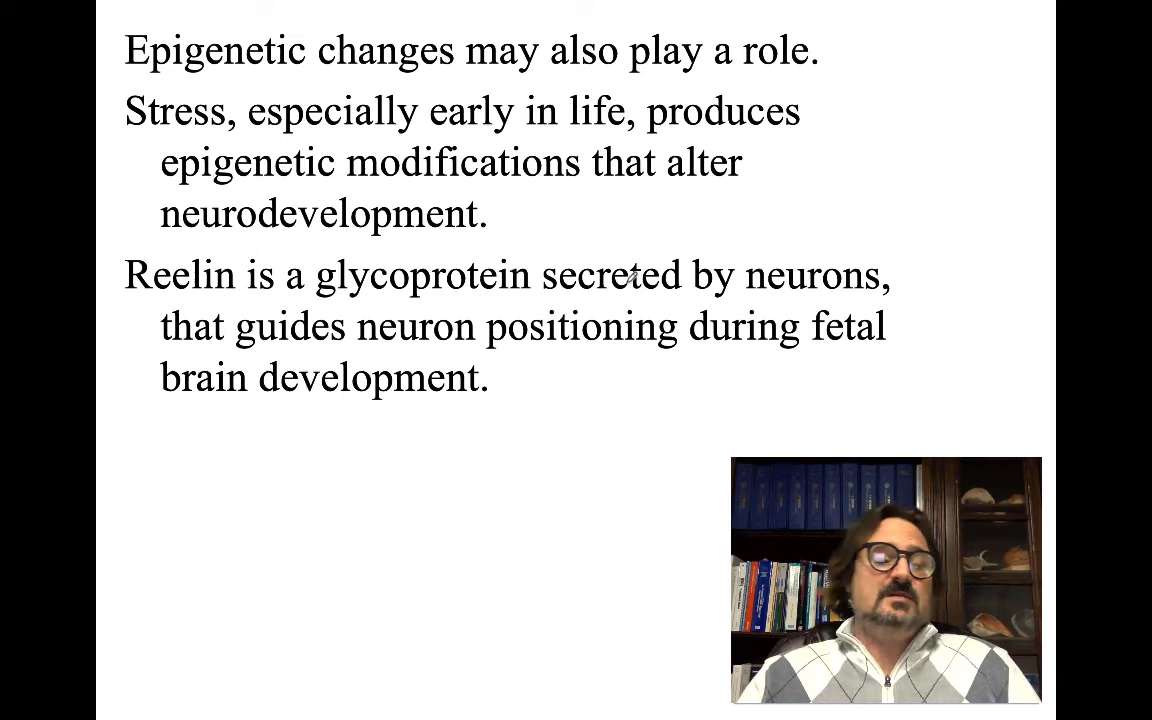 Epigenetic changes may also play a role.
Stress, especially early in life, produces
epigenetic modifications that alter
neurodevelopment.
Reelin is a glycoprotein secreted by neurons,
that guides neuron positioning during fetal
brain development.